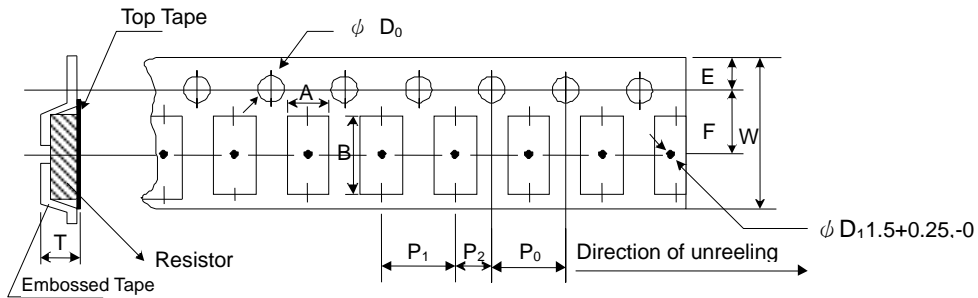 Top Tape
ϕ D₀
E
A
F
W
B
ϕ D₁ 1.5+0.25,-0
T
P₁ P₂ P₀ Direction of unreeling
Resistor
Embossed Tape